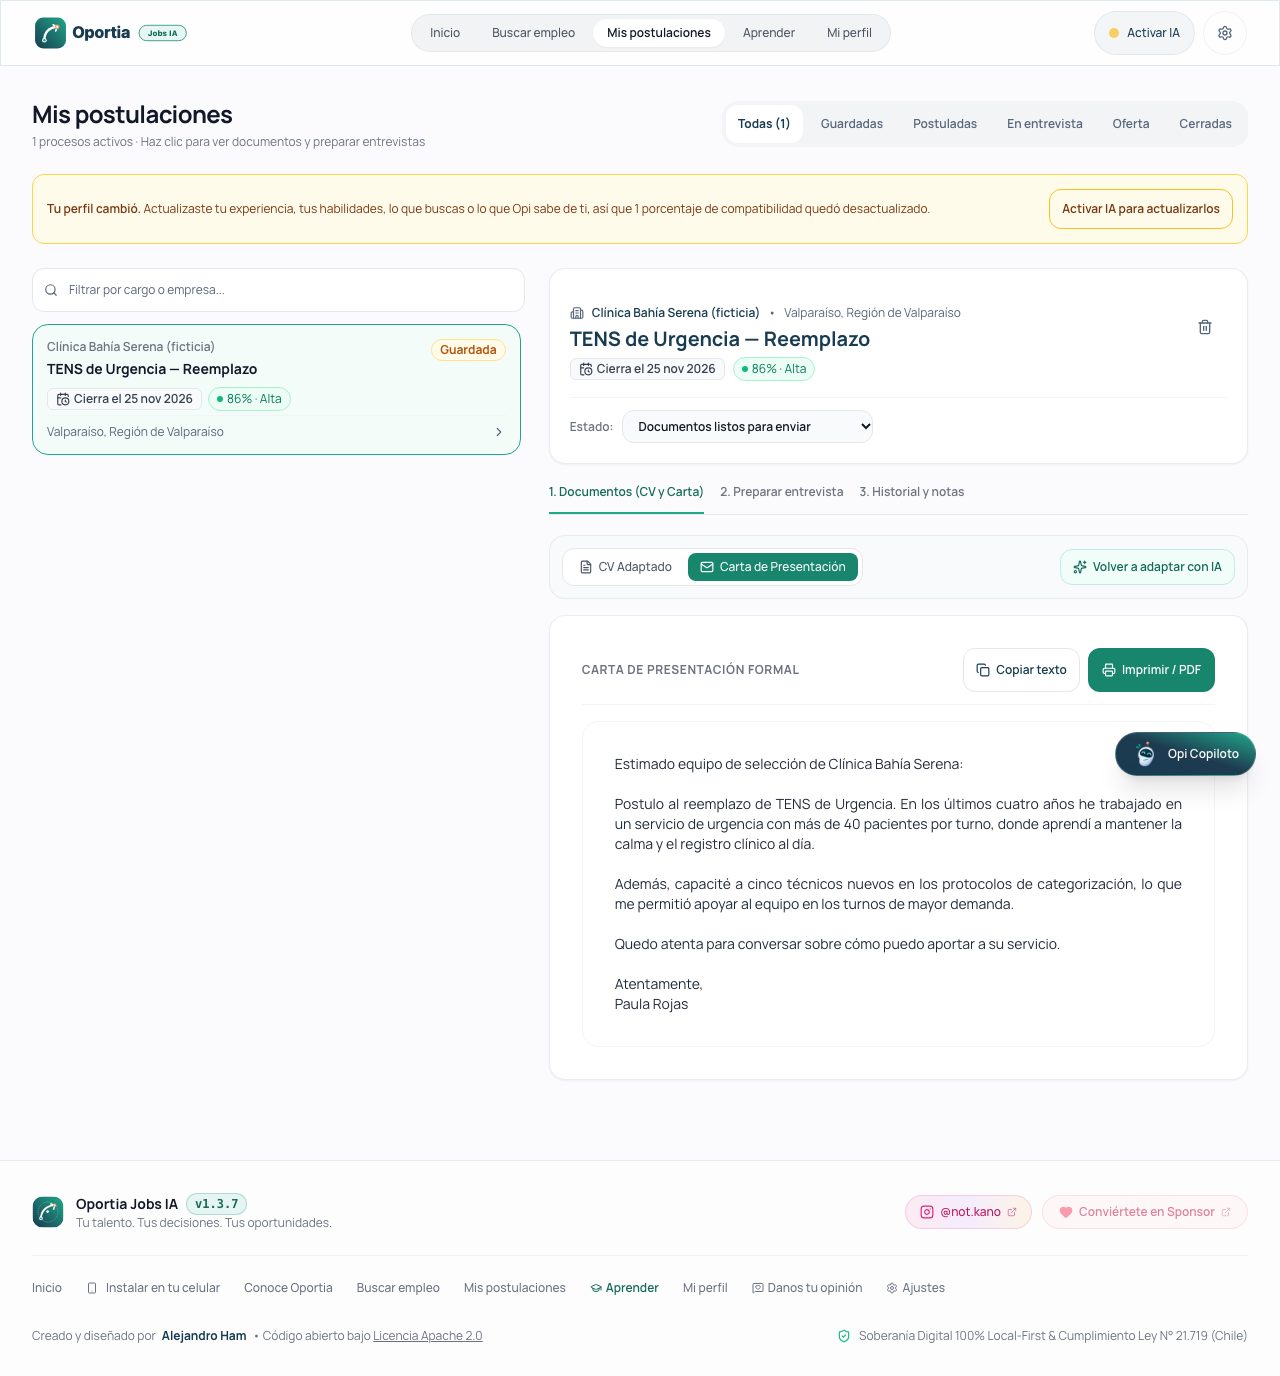 Oportia
Jobs IA
Inicio
Buscar empleo
Mis postulaciones
Aprender
Mi perfil
Activar IA
Mis postulaciones
1 procesos activos · Haz clic para ver documentos y preparar entrevistas
Todas (1)
Guardadas
Postuladas
En entrevista
Oferta
Cerradas
Tu perfil cambió. Actualizaste tu experiencia, tus habilidades, lo que buscas o lo que Opi sabe de ti, así que 1 porcentaje de compatibilidad quedó desactualizado.
Activar IA para actualizarlos
Filtrar por cargo o empresa...
Clínica Bahía Serena (ficticia)
Guardada
TENS de Urgencia — Reemplazo
Cierra el 25 nov 2026
86% · Alta
Valparaíso, Región de Valparaíso
Clínica Bahía Serena (ficticia) • Valparaíso, Región de Valparaíso
TENS de Urgencia — Reemplazo
Cierra el 25 nov 2026
86% · Alta
Estado:
Documentos listos para enviar
1. Documentos (CV y Carta)
2. Preparar entrevista
3. Historial y notas
CV Adaptado
Carta de Presentación
Volver a adaptar con IA
CARTA DE PRESENTACIÓN FORMAL
Copiar texto
Imprimir / PDF
Opi Copiloto
Estimado equipo de selección de Clínica Bahía Serena:
Postulo al reemplazo de TENS de Urgencia. En los últimos cuatro años he trabajado en
un servicio de urgencia con más de 40 pacientes por turno, donde aprendí a mantener la
calma y el registro clínico al día.
Además, capacité a cinco técnicos nuevos en los protocolos de categorización, lo que
me permitió apoyar al equipo en los turnos de mayor demanda.
Quedo atenta para conversar sobre cómo puedo aportar a su servicio.
Atentamente,
Paula Rojas
Oportia Jobs IA
v1.3.7
Tu talento. Tus decisiones. Tus oportunidades.
@not.kano
Conviértete en Sponsor
Inicio
Instalar en tu celular
Conoce Oportia
Buscar empleo
Mis postulaciones
Aprender
Mi perfil
Danos tu opinión
Ajustes
Creado y diseñado por Alejandro Ham • Código abierto bajo Licencia Apache 2.0
Soberanía Digital 100% Local-First & Cumplimiento Ley N° 21.719 (Chile)